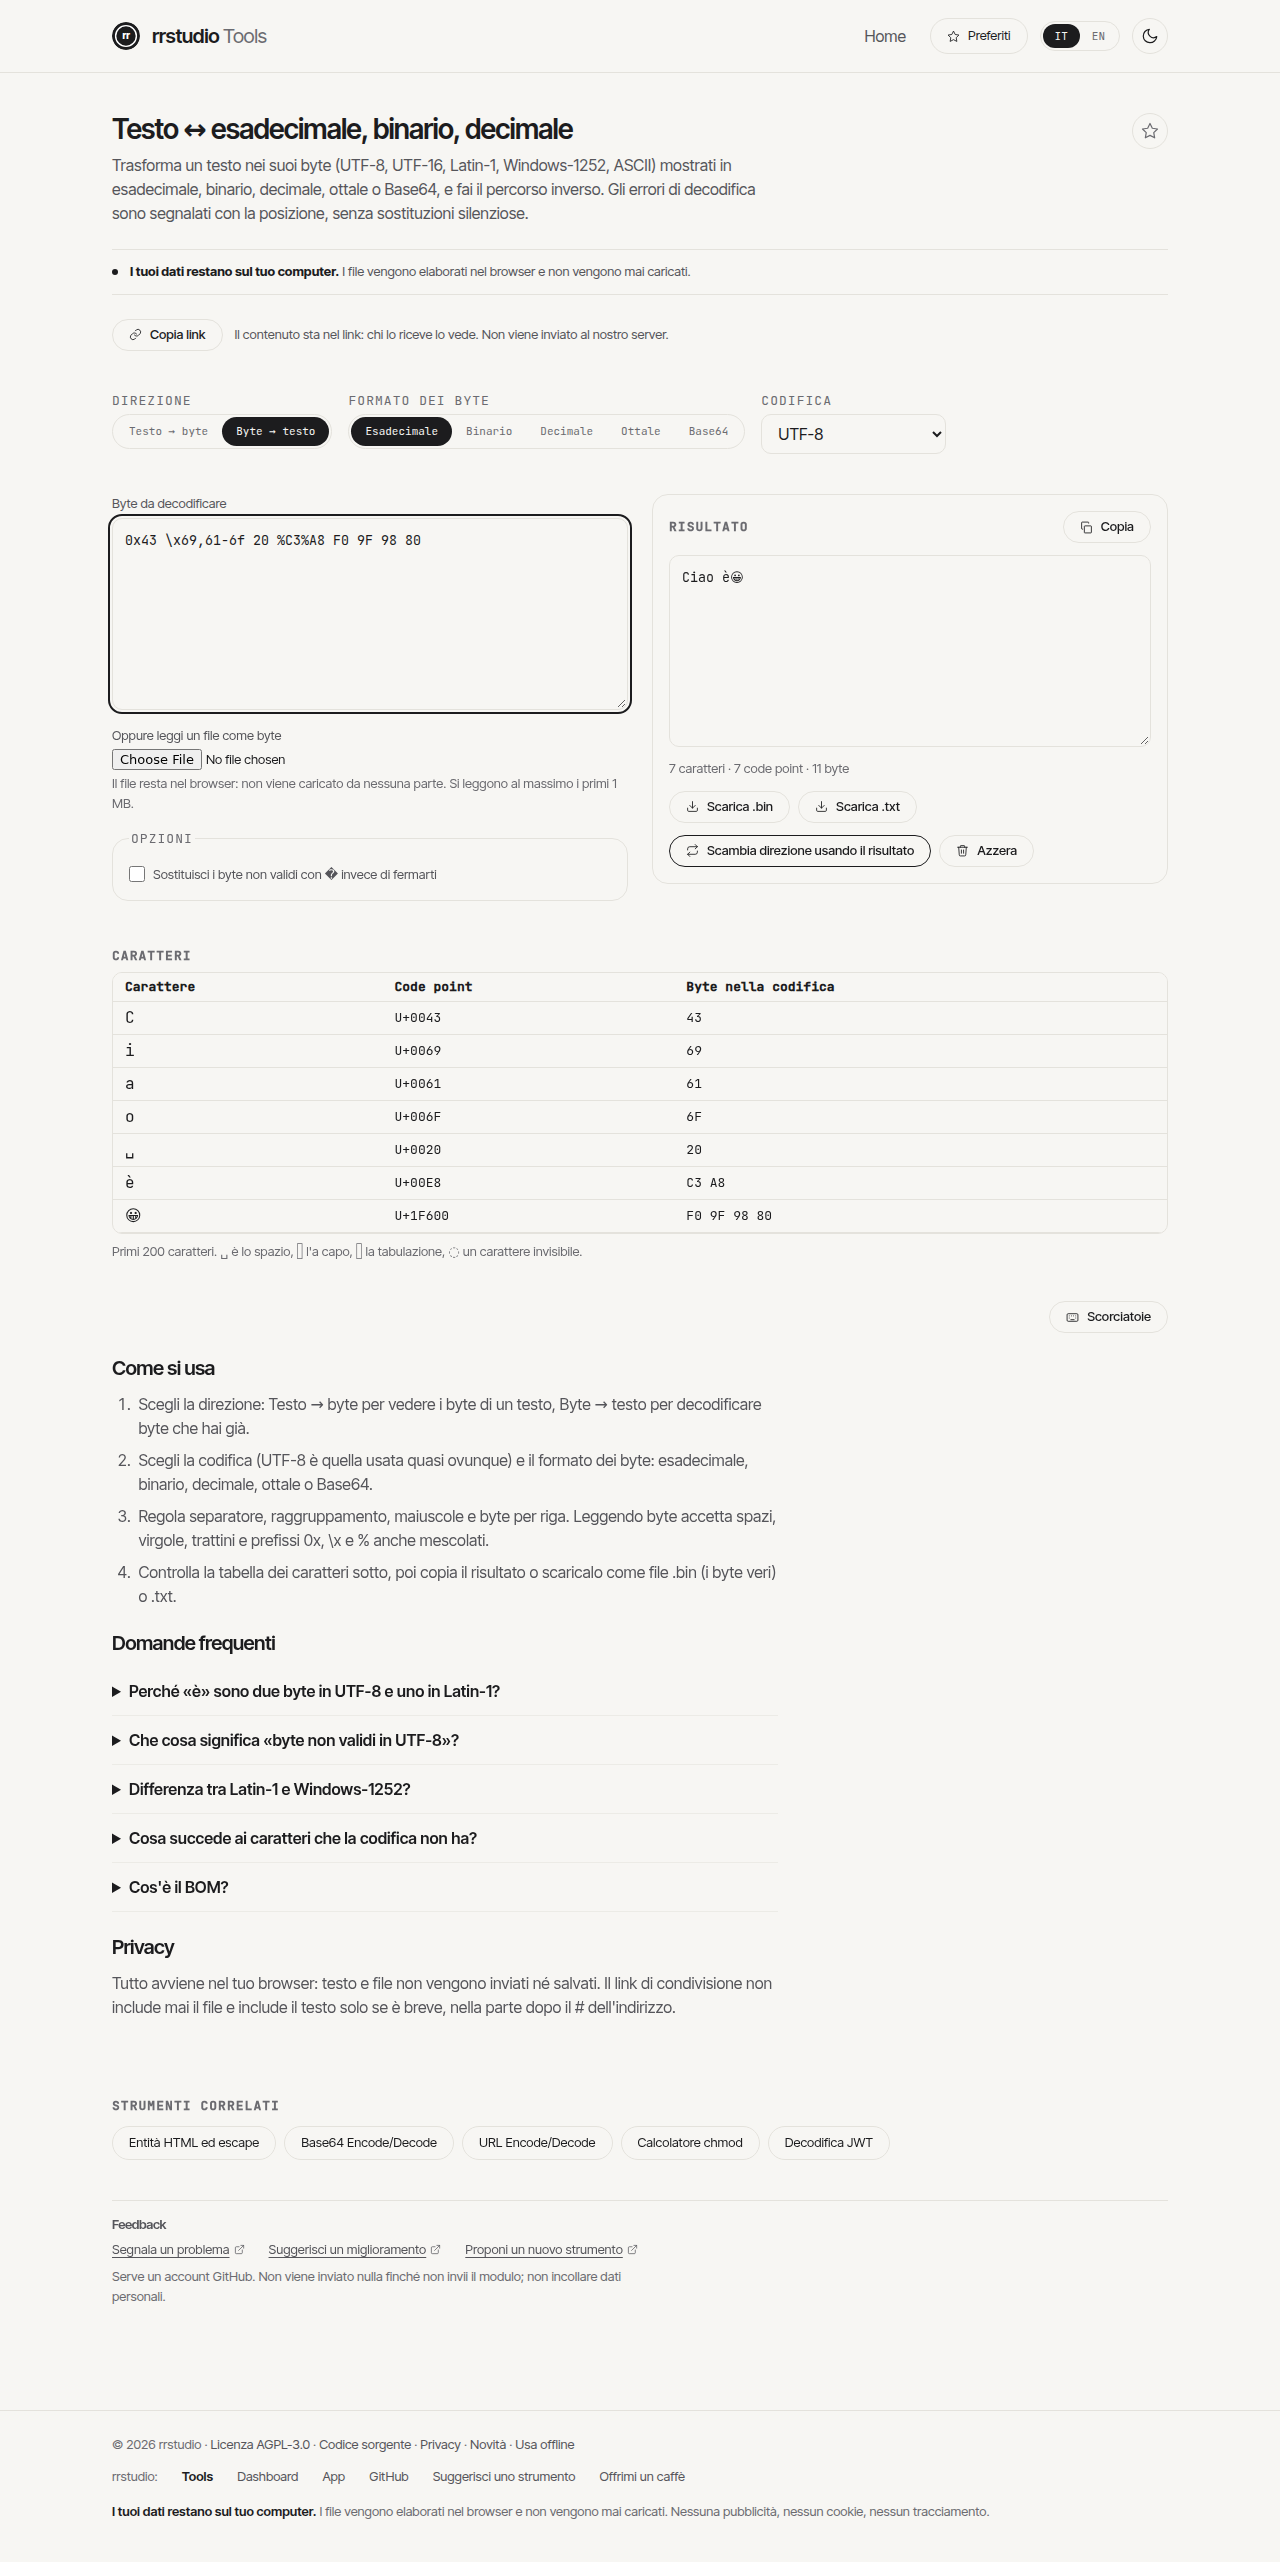 rr rrstudio Tools
Home
Preferiti
IT EN
Testo ↔ esadecimale, binario, decimale
Trasforma un testo nei suoi byte (UTF-8, UTF-16, Latin-1, Windows-1252, ASCII) mostrati in
esadecimale, binario, decimale, ottale o Base64, e fai il percorso inverso. Gli errori di decodifica
sono segnalati con la posizione, senza sostituzioni silenziose.
I tuoi dati restano sul tuo computer. I file vengono elaborati nel browser e non vengono mai caricati.
Copia link
Il contenuto sta nel link: chi lo riceve lo vede. Non viene inviato al nostro server.
DIREZIONE
Testo → byte Byte → testo
FORMATO DEI BYTE
Esadecimale Binario Decimale Ottale Base64
CODIFICA
UTF-8
Byte da decodificare
0x43 \x69,61-6f 20 %C3%A8 F0 9F 98 80
Oppure leggi un file come byte
Choose File No file chosen
Il file resta nel browser: non viene caricato da nessuna parte. Si leggono al massimo i primi 1
MB.
OPZIONI
Sostituisci i byte non validi con � invece di fermarti
RISULTATO
Copia
Ciao è😀
7 caratteri · 7 code point · 11 byte
Scarica .bin
Scarica .txt
Scambia direzione usando il risultato
Azzera
CARATTERI
Carattere Code point Byte nella codifica
C U+0043 43
i U+0069 69
a U+0061 61
o U+006F 6F
␣ U+0020 20
è U+00E8 C3 A8
😀 U+1F600 F0 9F 98 80
Primi 200 caratteri. ␣ è lo spazio, l'a capo, la tabulazione, ◌ un carattere invisibile.
Scorciatoie
Come si usa
1. Scegli la direzione: Testo → byte per vedere i byte di un testo, Byte → testo per decodificare
byte che hai già.
2. Scegli la codifica (UTF-8 è quella usata quasi ovunque) e il formato dei byte: esadecimale,
binario, decimale, ottale o Base64.
3. Regola separatore, raggruppamento, maiuscole e byte per riga. Leggendo byte accetta spazi,
virgole, trattini e prefissi 0x, \x e % anche mescolati.
4. Controlla la tabella dei caratteri sotto, poi copia il risultato o scaricalo come file .bin (i byte veri)
o .txt.
Domande frequenti
Perché «è» sono due byte in UTF-8 e uno in Latin-1?
Che cosa significa «byte non validi in UTF-8»?
Differenza tra Latin-1 e Windows-1252?
Cosa succede ai caratteri che la codifica non ha?
Cos'è il BOM?
Privacy
Tutto avviene nel tuo browser: testo e file non vengono inviati né salvati. Il link di condivisione non
include mai il file e include il testo solo se è breve, nella parte dopo il # dell'indirizzo.
STRUMENTI CORRELATI
Entità HTML ed escape
Base64 Encode/Decode
URL Encode/Decode
Calcolatore chmod
Decodifica JWT
Feedback
Segnala un problema
Suggerisci un miglioramento
Proponi un nuovo strumento
Serve un account GitHub. Non viene inviato nulla finché non invii il modulo; non incollare dati
personali.
© 2026 rrstudio · Licenza AGPL-3.0 · Codice sorgente · Privacy · Novità · Usa offline
rrstudio: Tools Dashboard App GitHub Suggerisci uno strumento Offrimi un caffè
I tuoi dati restano sul tuo computer. I file vengono elaborati nel browser e non vengono mai caricati. Nessuna pubblicità, nessun cookie, nessun tracciamento.